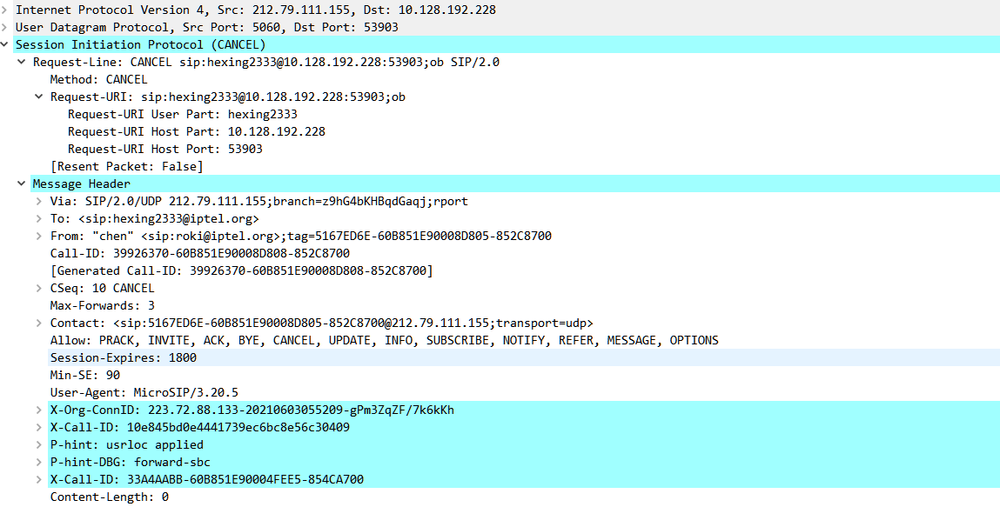 Internet Protocol Version 4, Src: 212.79.111.155, Dst: 10.128.192.228
User Datagram Protocol, Src Port: 5060, Dst Port: 53903
Session Initiation Protocol (CANCEL)
Request-Line: CANCEL sip:hexing2333@10.128.192.228:53903;ob SIP/2.0
Method: CANCEL
Request-URI: sip:hexing2333@10.128.192.228:53903;ob
Request-URI User Part: hexing2333
Request-URI Host Part: 10.128.192.228
Request-URI Host Port: 53903
[Resent Packet: False]
Message Header
Via: SIP/2.0/UDP 212.79.111.155;branch=z9hG4bKHBqdGaqj;rport
To: <sip:hexing2333@iptel.org>
From: "chen" <sip:roki@iptel.org>;tag=5167ED6E-60B851E90008D805-852C8700
Call-ID: 39926370-60B851E90008D808-852C8700
[Generated Call-ID: 39926370-60B851E90008D808-852C8700]
CSeq: 10 CANCEL
Max-Forwards: 3
Contact: <sip:5167ED6E-60B851E90008D805-852C8700@212.79.111.155;transport=udp>
Allow: PRACK, INVITE, ACK, BYE, CANCEL, UPDATE, INFO, SUBSCRIBE, NOTIFY, REFER, MESSAGE, OPTIONS
Session-Expires: 1800
Min-SE: 90
User-Agent: MicroSIP/3.20.5
X-Org-ConnID: 223.72.88.133-20210603055209-gPm3ZqZF/7k6kKh
X-Call-ID: 10e845bd0e4441739ec6bc8e56c30409
P-hint: usrloc applied
P-hint-DBG: forward-sbc
X-Call-ID: 33A4AABB-60B851E90004FEE5-854CA700
Content-Length: 0